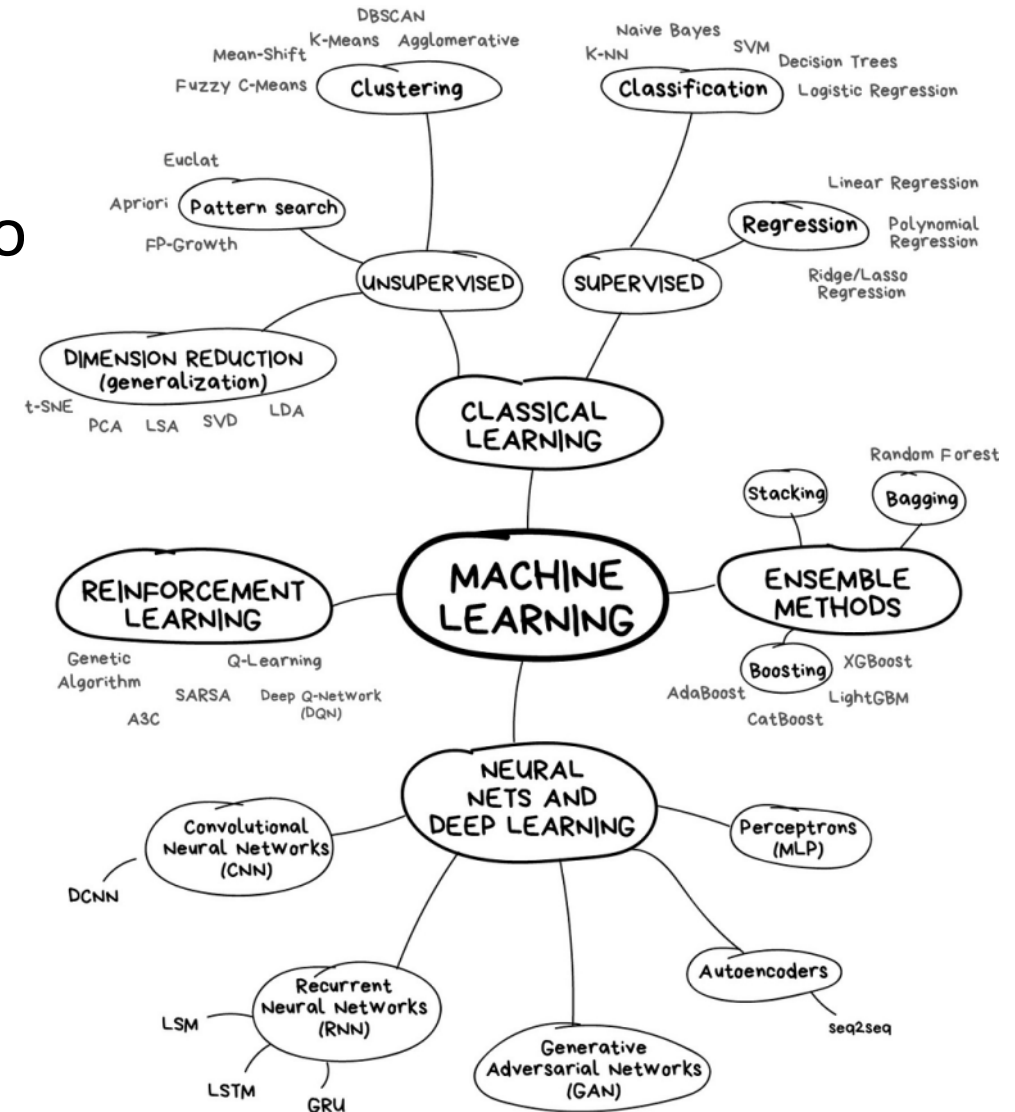 DBSCAN
K-Means
Agglomerative
Mean-Shift
Fuzzy C-Means
Clustering
Naive Bayes
K-NN
SVM
Decision Trees
Logistic Regression
Classification
Euclat
Apriori
Pattern search
FP-Growth
Linear Regression
Regression
Polynomial
Regression
Ridge/Lasso
Regression
UNSUPERVISED
SUPERVISED
DIMENSION REDUCTION
(generalization)
t-SNE
PCA
LSA
SVD
LDA
CLASSICAL
LEARNING
Random Forest
Stacking
Bagging
MACHINE
LEARNING
REINFORCEMENT
LEARNING
ENSEMBLE
METHODS
Genetic
Algorithm
Q-Learning
SARSA
Deep Q-Network
(DQN)
A3C
Boosting
XGBoost
AdaBoost
LightGBM
CatBoost
NEURAL
NETS AND
DEEP LEARNING
Convolutional
Neural Networks
(CNN)
DCNN
Perceptrons
(MLP)
Autoencoders
seq2seq
Recurrent
Neural Networks
(RNN)
LSM
LSTM
GRU
Generative
Adversarial Networks
(GAN)